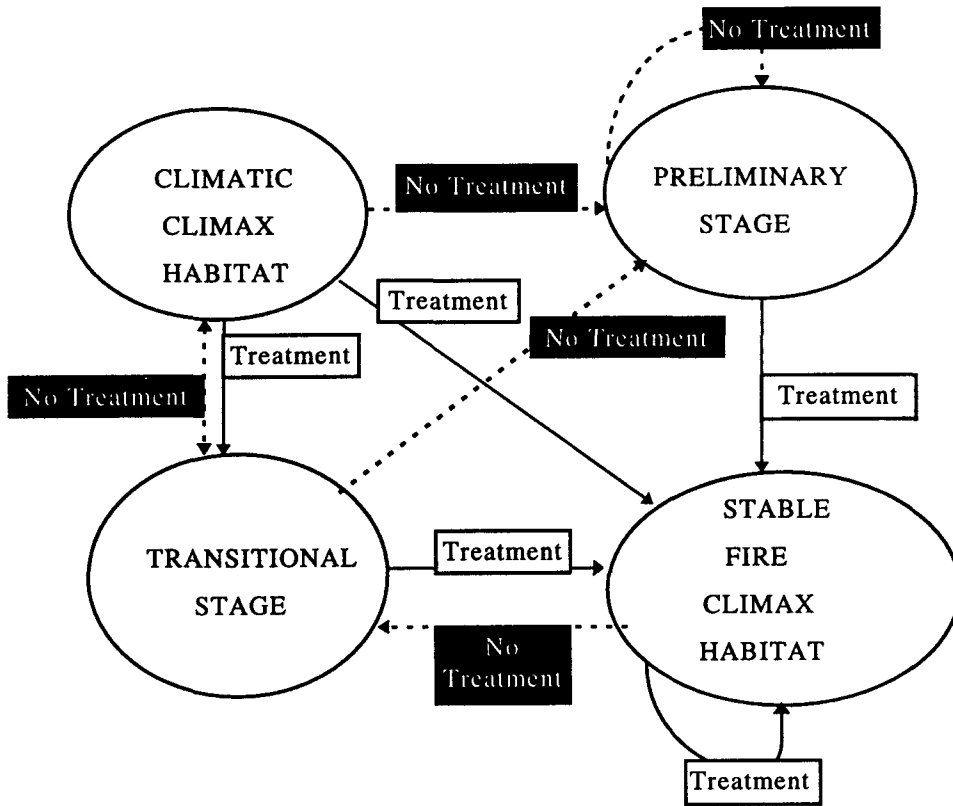 No Treatment
CLIMATIC
CLIMAX
HABITAT
No Treatment
PRELIMINARY
STAGE
Treatment
No Treatment
Treatment
No Treatment
Treatment
TRANSITIONAL
STAGE
Treatment
STABLE
FIRE
CLIMAX
HABITAT
No
Treatment
Treatment